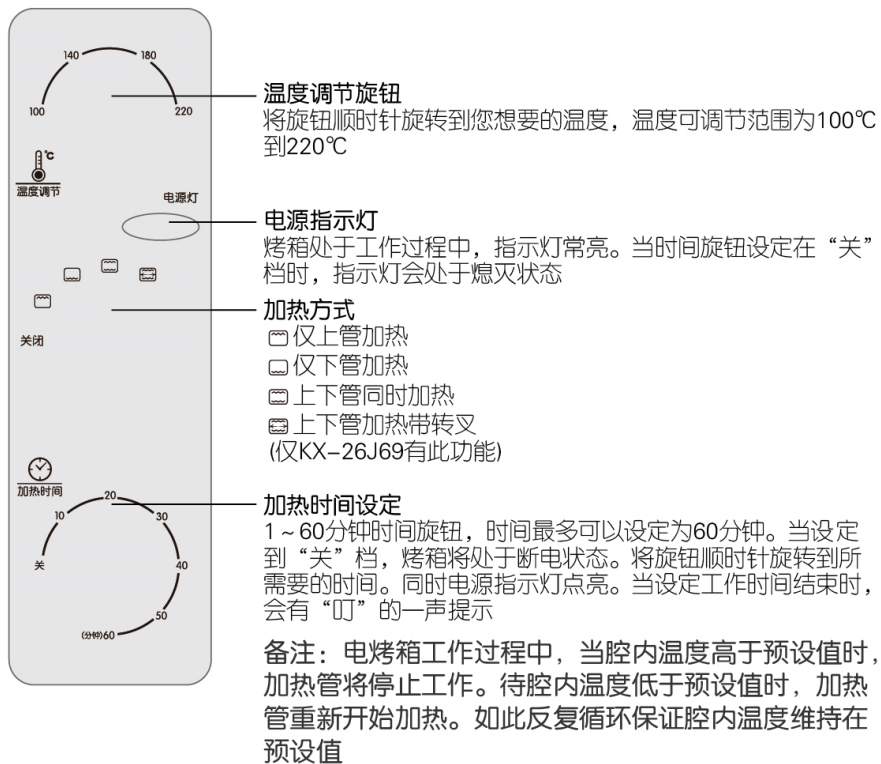 140 180
100 220
℃
温度调节
电源灯
关闭
加热时间
20
10 30
关 40
50
(分钟)60
温度调节旋钮
将旋钮顺时针旋转到您想要的温度，温度可调节范围为100℃
到220℃
电源指示灯
烤箱处于工作过程中，指示灯常亮。当时间旋钮设定在“关”
档时，指示灯会处于熄灭状态
加热方式
仅上管加热
仅下管加热
上下管同时加热
上下管加热带转叉
(仅KX-26J69有此功能)
加热时间设定
1~60分钟时间旋钮，时间最多可以设定为60分钟。当设定
到“关”档，烤箱将处于断电状态。将旋钮顺时针旋转到所
需要的时间。同时电源指示灯点亮。当设定工作时间结束时，
会有“叮”的一声提示
备注：电烤箱工作过程中，当腔内温度高于预设值时，
加热管将停止工作。待腔内温度低于预设值时，加热
管重新开始加热。如此反复循环保证腔内温度维持在
预设值